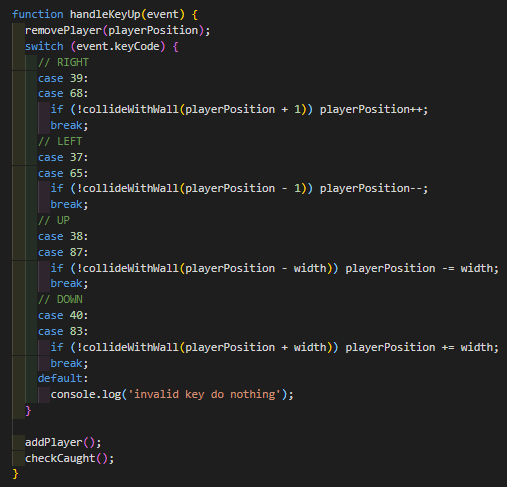 function handleKeyUp(event) {
  removePlayer(playerPosition);
  switch (event.keyCode) {
    // RIGHT
    case 39:
    case 68:
      if (!collideWithWall(playerPosition + 1)) playerPosition++;
      break;
    // LEFT
    case 37:
    case 65:
      if (!collideWithWall(playerPosition - 1)) playerPosition--;
      break;
    // UP
    case 38:
    case 87:
      if (!collideWithWall(playerPosition - width)) playerPosition -= width;
      break;
    // DOWN
    case 40:
    case 83:
      if (!collideWithWall(playerPosition + width)) playerPosition += width;
      break;
    default:
      console.log('invalid key do nothing');
  }

  addPlayer();
  checkCaught();
}